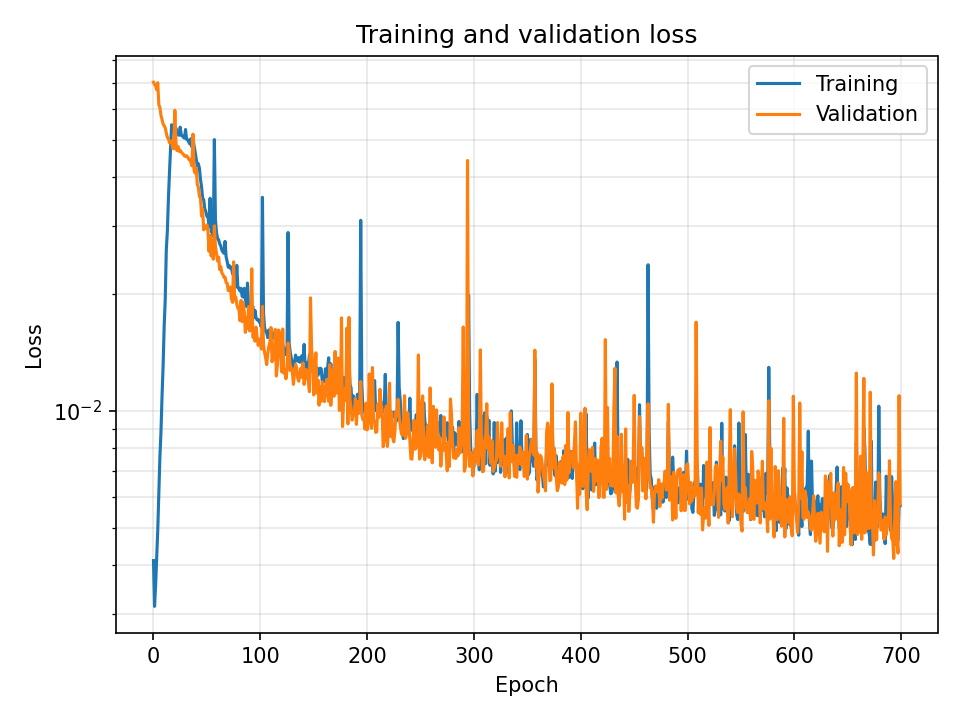 Training and validation loss
Training
Validation
Loss
10⁻²
0 100 200 300 400 500 600 700
Epoch